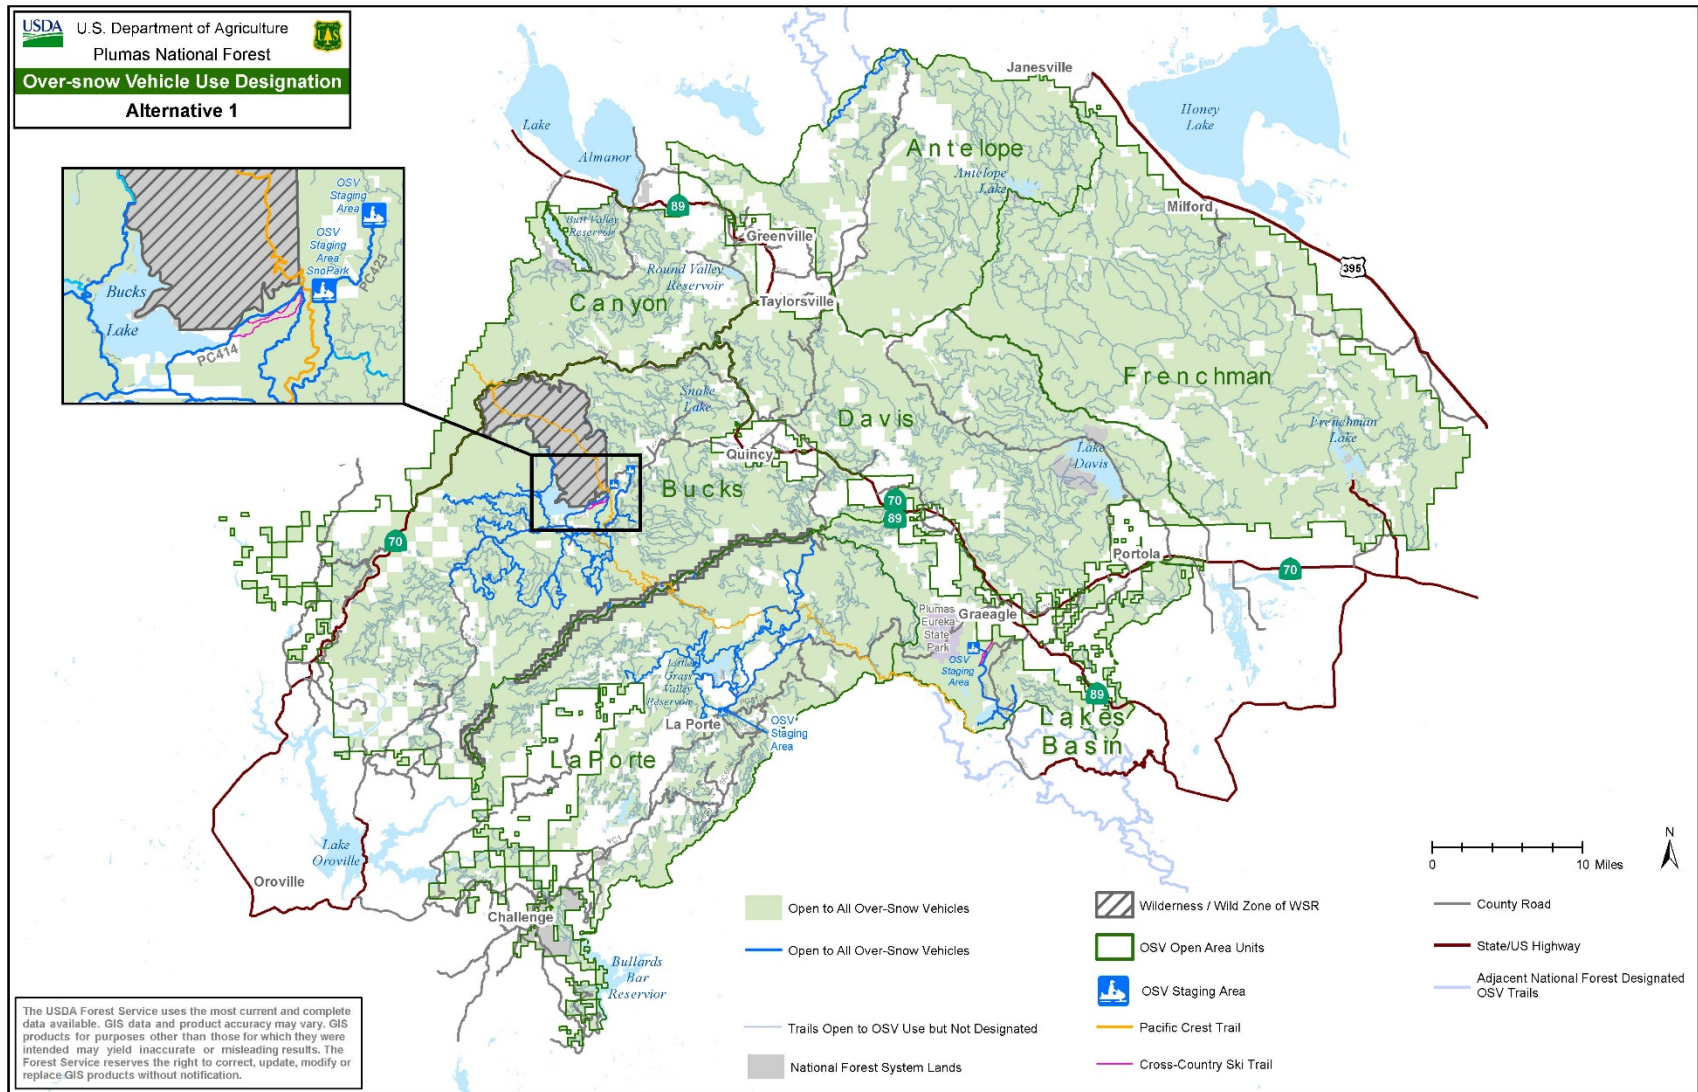 USDA
U.S. Department of Agriculture
Plumas National Forest
Over-snow Vehicle Use Designation
Alternative 1
OSV
Staging
Area
OSV
Staging
Area
SnoPark
PC423
Bucks
Lake
PC414
Lake
Almanor
Janesville
Honey
Lake
Antelope
Antelope
Lake
Milford
89
Butt Valley
Reservoir
Greenville
Round Valley
Reservoir
Taylorsville
Canyon
395
Frenchman
Snake
Lake
Davis
Frenchman
Lake
Quincy
Lake
Davis
Bucks
70
89
70
Portola
70
Plumas
Eureka
State
Park
Graeagle
OSV
Staging
Area
Little
Grass
Valley
Reservoir
La Porte
OSV
Staging
Area
89
Lakes
Basin
LaPorte
YC1
Lake
Oroville
Oroville
Challenge
Bullards
Bar
Reservior
N
0 10 Miles
Open to All Over-Snow Vehicles
Open to All Over-Snow Vehicles
Trails Open to OSV Use but Not Designated
National Forest System Lands
Wilderness / Wild Zone of WSR
OSV Open Area Units
OSV Staging Area
Pacific Crest Trail
Cross-Country Ski Trail
County Road
State/US Highway
Adjacent National Forest Designated
OSV Trails
The USDA Forest Service uses the most current and complete
data available. GIS data and product accuracy may vary. GIS
products for purposes other than those for which they were
intended may yield inaccurate or misleading results. The
Forest Service reserves the right to correct, update, modify or
replace GIS products without notification.